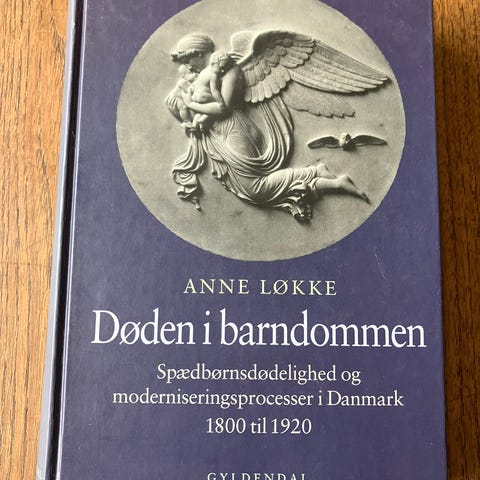 ANNE LØKKE
Døden i barndommen
Spædbørnsdødelighed og
moderniseringsprocesser i Danmark
1800 til 1920
GYLDENDAL